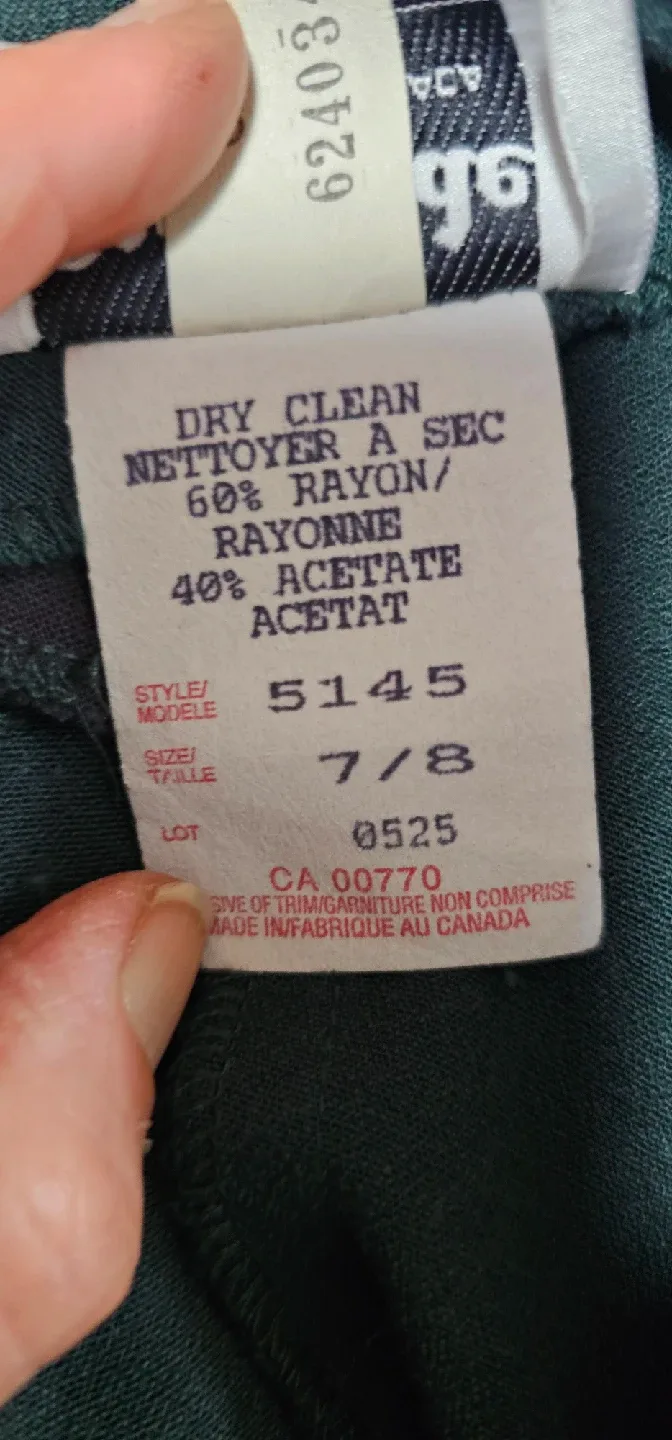 62403
DRY CLEAN
NETTOYER A SEC
60% RAYON/
RAYONNE
40% ACETATE
ACETAT
STYLE/
MODELE 5145
SIZE/
TAILLE 7/8
LOT 0525
CA 00770
SIVE OF TRIM/GARNITURE NON COMPRISE
MADE IN/FABRIQUE AU CANADA